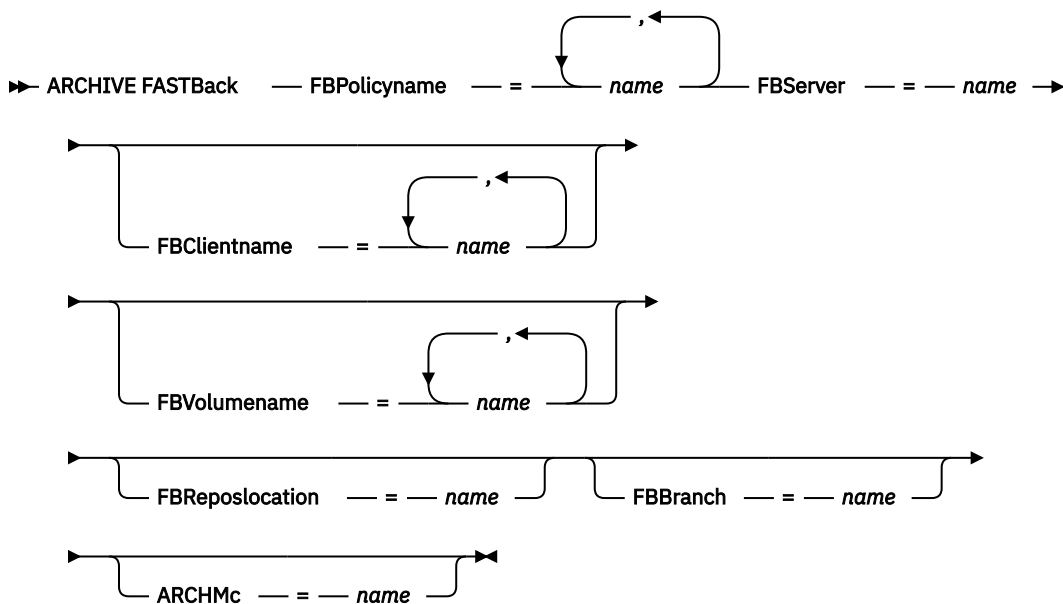 ,
ARCHIVE FASTBack FBPolicyname = name FBServer = name
,
FBClientname = name
,
FBVolumename = name
FBReposlocation = name FBBranch = name
ARCHMc = name